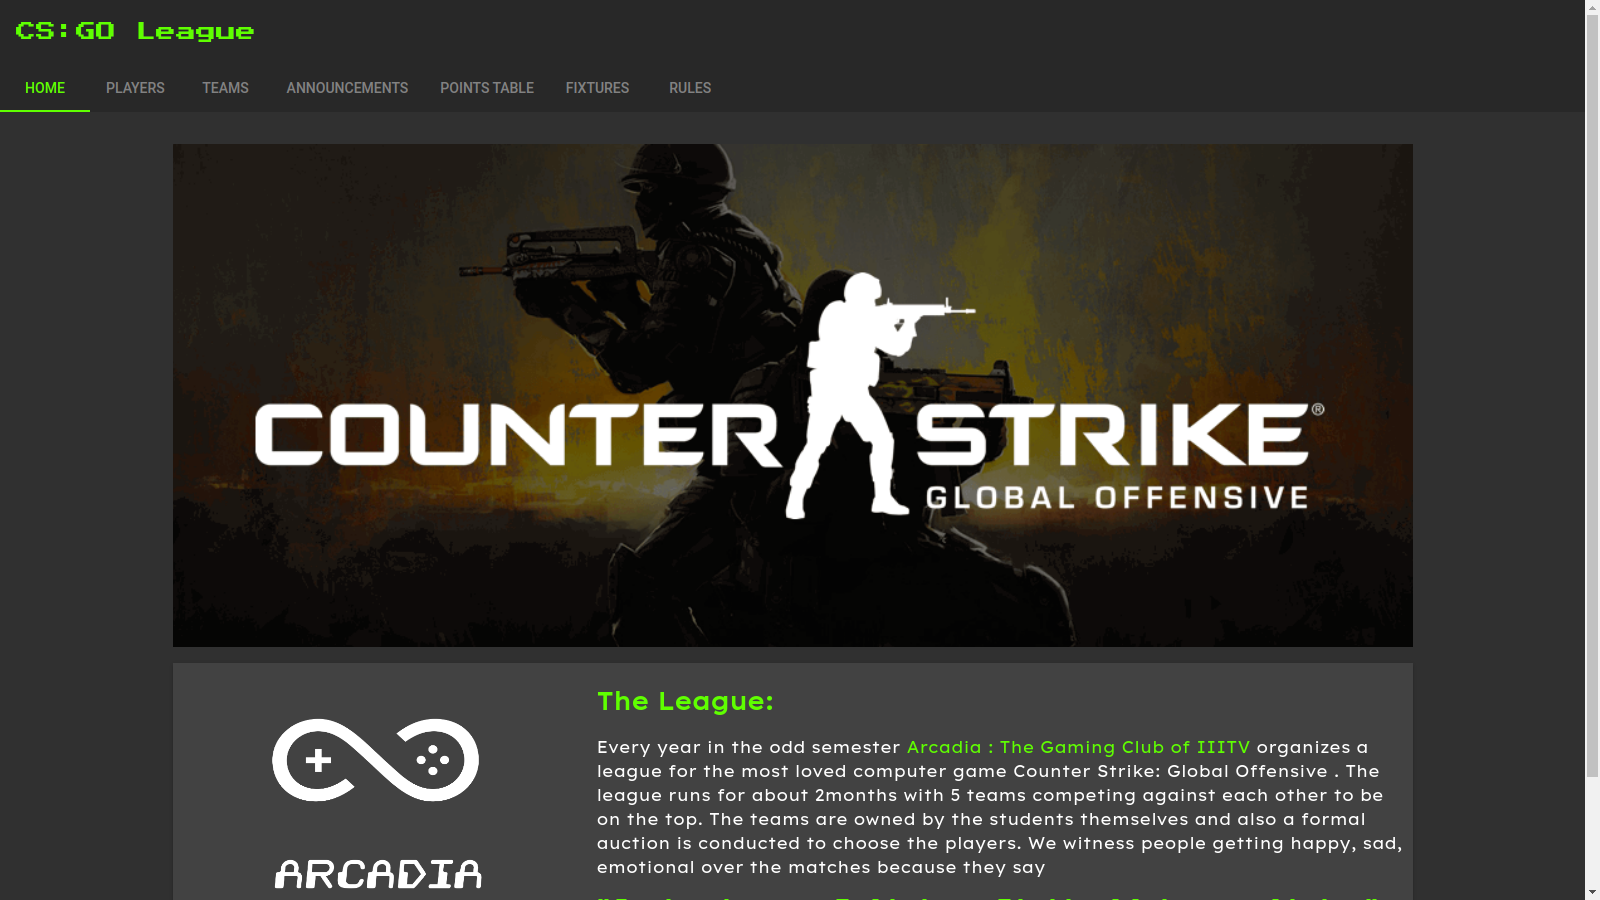 CS:GO League
HOME PLAYERS TEAMS ANNOUNCEMENTS POINTS TABLE FIXTURES RULES
COUNTER STRIKE®
GLOBAL OFFENSIVE
The League:
Every year in the odd semester Arcadia : The Gaming Club of IIITV organizes a
league for the most loved computer game Counter Strike: Global Offensive . The
league runs for about 2months with 5 teams competing against each other to be
on the top. The teams are owned by the students themselves and also a formal
auction is conducted to choose the players. We witness people getting happy, sad,
emotional over the matches because they say
ARCADIA